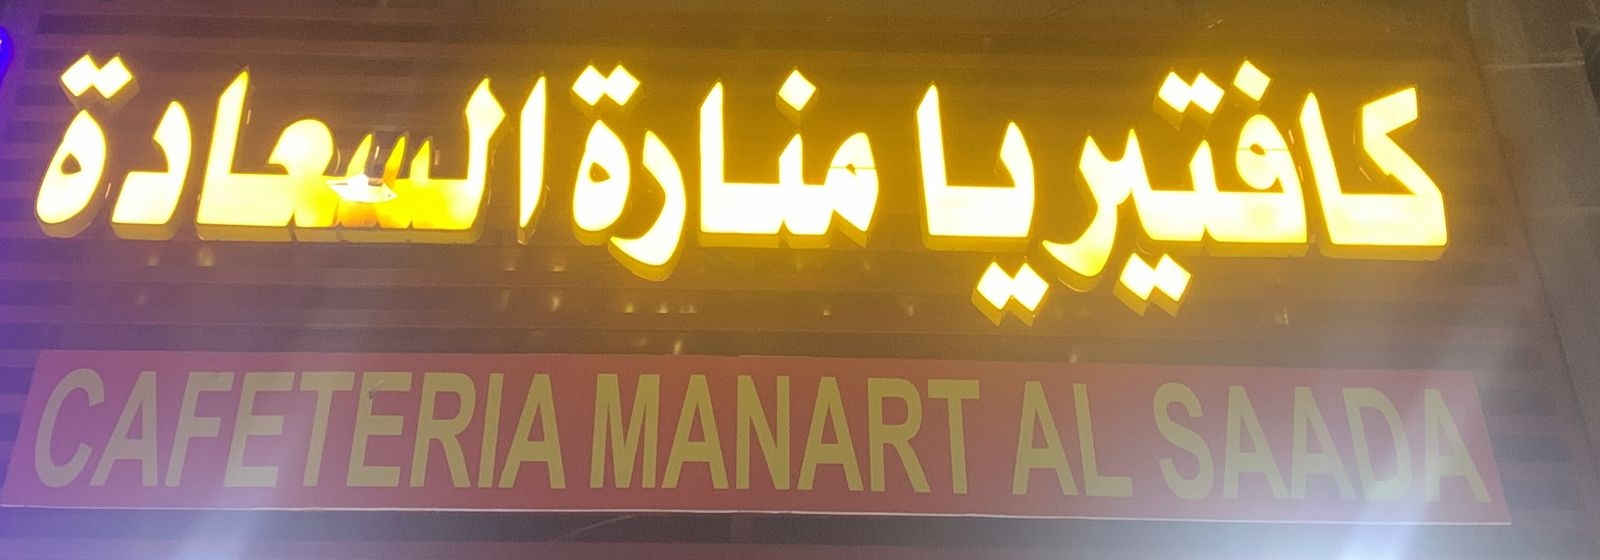 كافتيريا منارة السعادة
CAFETERIA MANART AL SAADA